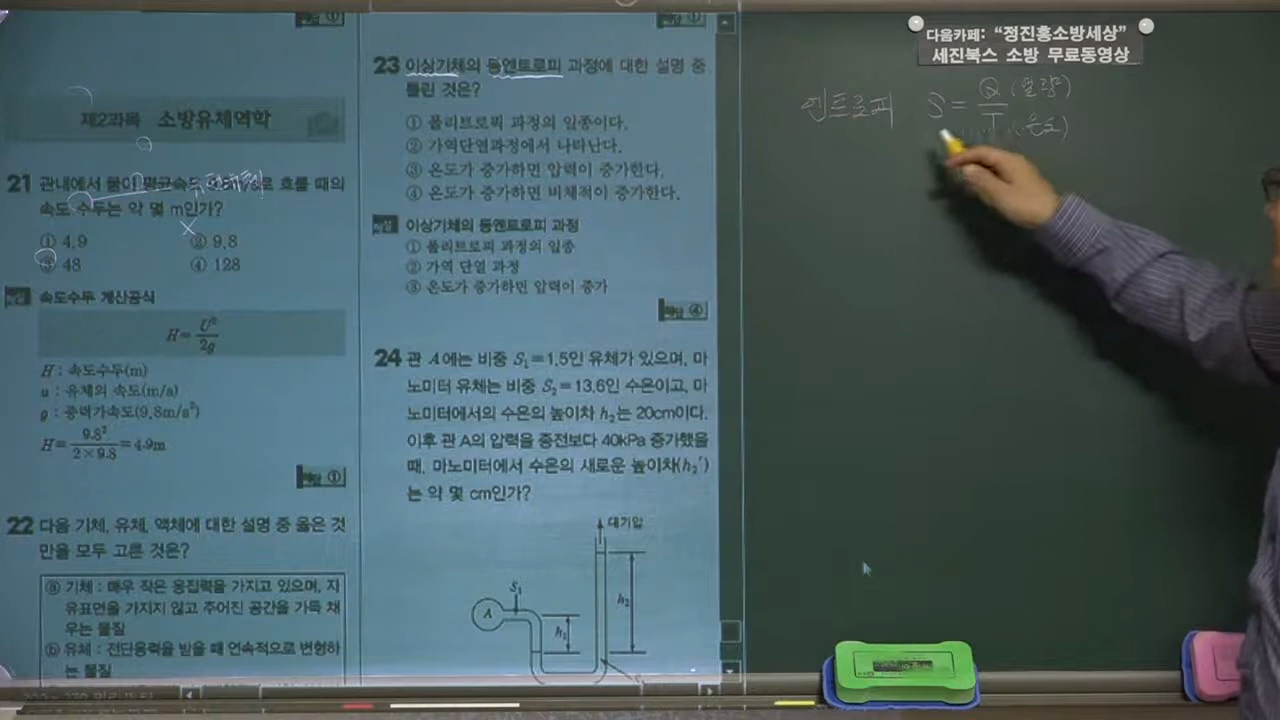 제2과목 소방유체역학
21 관내에서 물이 평균속도 9.8m/s로 흐를 때의
속도 수두는 약 몇 m인가?
① 4.9 ② 9.8
③ 48 ④ 128
해설 속도수두 계산공식
H=U²/2g
H : 속도수두(m)
u : 유체의 속도(m/s)
g : 중력가속도(9.8m/s²)
H=9.8²/2×9.8=4.9m
해답 ①
22 다음 기체, 유체, 액체에 대한 설명 중 옳은 것
만을 모두 고른 것은?
ⓐ 기체 : 매우 작은 응집력을 가지고 있으며, 자
유표면을 가지지 않고 주어진 공간을 가득 채
우는 물질
ⓑ 유체 : 전단응력을 받을 때 연속적으로 변형하
는 물질
해답 ①
23 이상기체의 등엔트로피 과정에 대한 설명 중
틀린 것은?
① 폴리트로픽 과정의 일종이다.
② 가역단열과정에서 나타난다.
③ 온도가 증가하면 압력이 증가한다.
④ 온도가 증가하면 비체적이 증가한다.
해설 이상기체의 등엔트로피 과정
① 폴리트로피 과정의 일종
② 가역 단열 과정
③ 온도가 증가하면 압력이 증가
해답 ④
24 관 A에는 비중 S₁=1.5인 유체가 있으며, 마
노미터 유체는 비중 S₂=13.6인 수은이고, 마
노미터에서의 수은의 높이차 h₂는 20cm이다.
이후 관 A의 압력을 종전보다 40kPa 증가했을
때, 마노미터에서 수은의 새로운 높이차(h₂′)
는 약 몇 cm인가?
대기압
S₁
A
h₁
h₂
다음카페: “정진홍소방세상”
세진북스 소방 무료동영상
엔트로피 S = Q (열량) / T (온도)